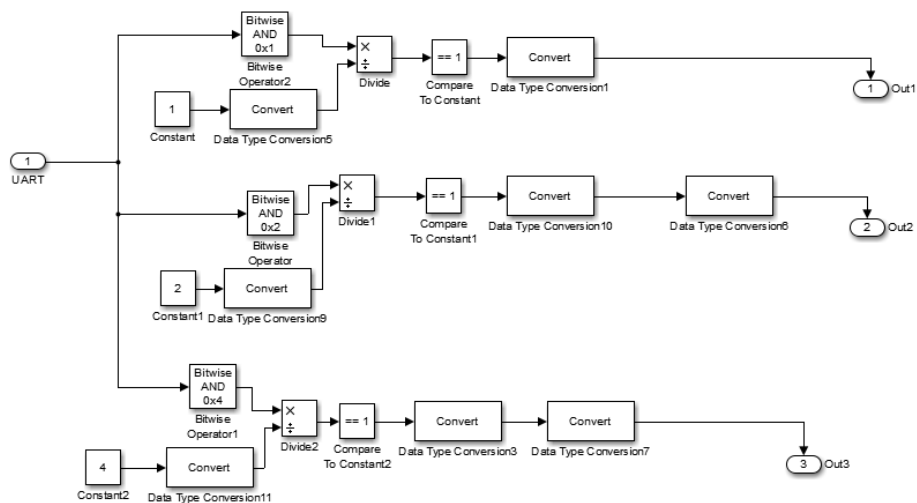 Bitwise
AND
0x1
Bitwise
Operator2
×
÷
Divide
== 1
Compare
To Constant
Convert
Data Type Conversion1
1
Out1
1
Constant
Convert
Data Type Conversion5
1
UART
Bitwise
AND
0x2
Bitwise
Operator
×
÷
Divide1
== 1
Compare
To Constant1
Convert
Data Type Conversion10
Convert
Data Type Conversion6
2
Out2
2
Constant1
Convert
Data Type Conversion9
Bitwise
AND
0x4
Bitwise
Operator1
×
÷
Divide2
== 1
Compare
To Constant2
Convert
Data Type Conversion3
Convert
Data Type Conversion7
3
Out3
4
Constant2
Convert
Data Type Conversion11